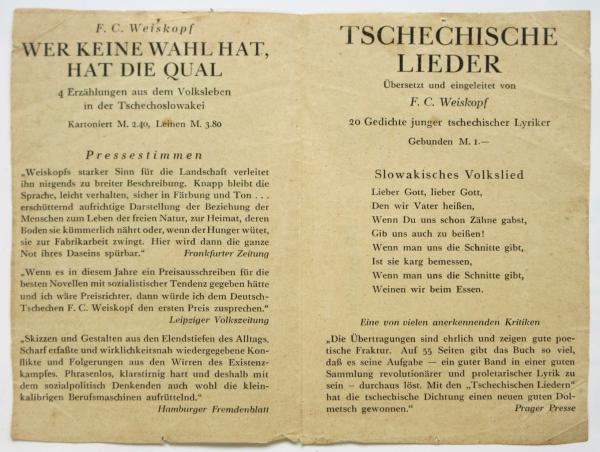 F. C. Weiskopf
WER KEINE WAHL HAT,
HAT DIE QUAL
4 Erzählungen aus dem Volksleben
in der Tschechoslowakei
Kartoniert M. 2.40, Leinen M. 3.80
Pressestimmen
„Weiskopfs starker Sinn für die Landschaft verleitet
ihn nirgends zu breiter Beschreibung. Knapp bleibt die
Sprache, leicht verhalten, sicher in Färbung und Ton . . .
erschütternd aufrichtige Darstellung der Beziehung der
Menschen zum Leben der freien Natur, zur Heimat, deren
Boden sie kümmerlich nährt oder, wenn der Hunger wütet,
sie zur Fabrikarbeit zwingt. Hier wird dann die ganze
Not ihres Daseins spürbar.“ Frankfurter Zeitung
„Wenn es in diesem Jahre ein Preisausschreiben für die
besten Novellen mit sozialistischer Tendenz gegeben hätte
und ich wäre Preisrichter, dann würde ich dem Deutsch-
Tschechen F. C. Weiskopf den ersten Preis zusprechen.“
Leipziger Volkszeitung
„Skizzen und Gestalten aus den Elendstiefen des Alltags.
Scharf erfaßte und wirklichkeitsnah wiedergegebene Kon-
flikte und Folgerungen aus den Wirren des Existenz-
kampfes. Phrasenlos, klarstirnig hart und deshalb mit
dem sozialpolitisch Denkenden auch wohl die klein-
kalibrigen Berufsmaschinen aufrüttelnd.“
Hamburger Fremdenblatt
TSCHECHISCHE
LIEDER
Übersetzt und eingeleitet von
F. C. Weiskopf
20 Gedichte junger tschechischer Lyriker
Gebunden M. 1.—
Slowakisches Volkslied
Lieber Gott, lieber Gott,
Den wir Vater heißen,
Wenn Du uns schon Zähne gabst,
Gib uns auch zu beißen!
Wenn man uns die Schnitte gibt,
Ist sie karg bemessen,
Wenn man uns die Schnitte gibt,
Weinen wir beim Essen.
Eine von vielen anerkennenden Kritiken
„Die Übertragungen sind ehrlich und zeigen gute poe-
tische Fraktur. Auf 55 Seiten gibt das Buch so viel,
daß es seine Aufgabe — ein guter Band in einer guten
Sammlung revolutionärer und proletarischer Lyrik zu
sein — durchaus löst. Mit den „Tschechischen Liedern“
hat die tschechische Dichtung einen neuen guten Dol-
metsch gewonnen.“ Prager Presse